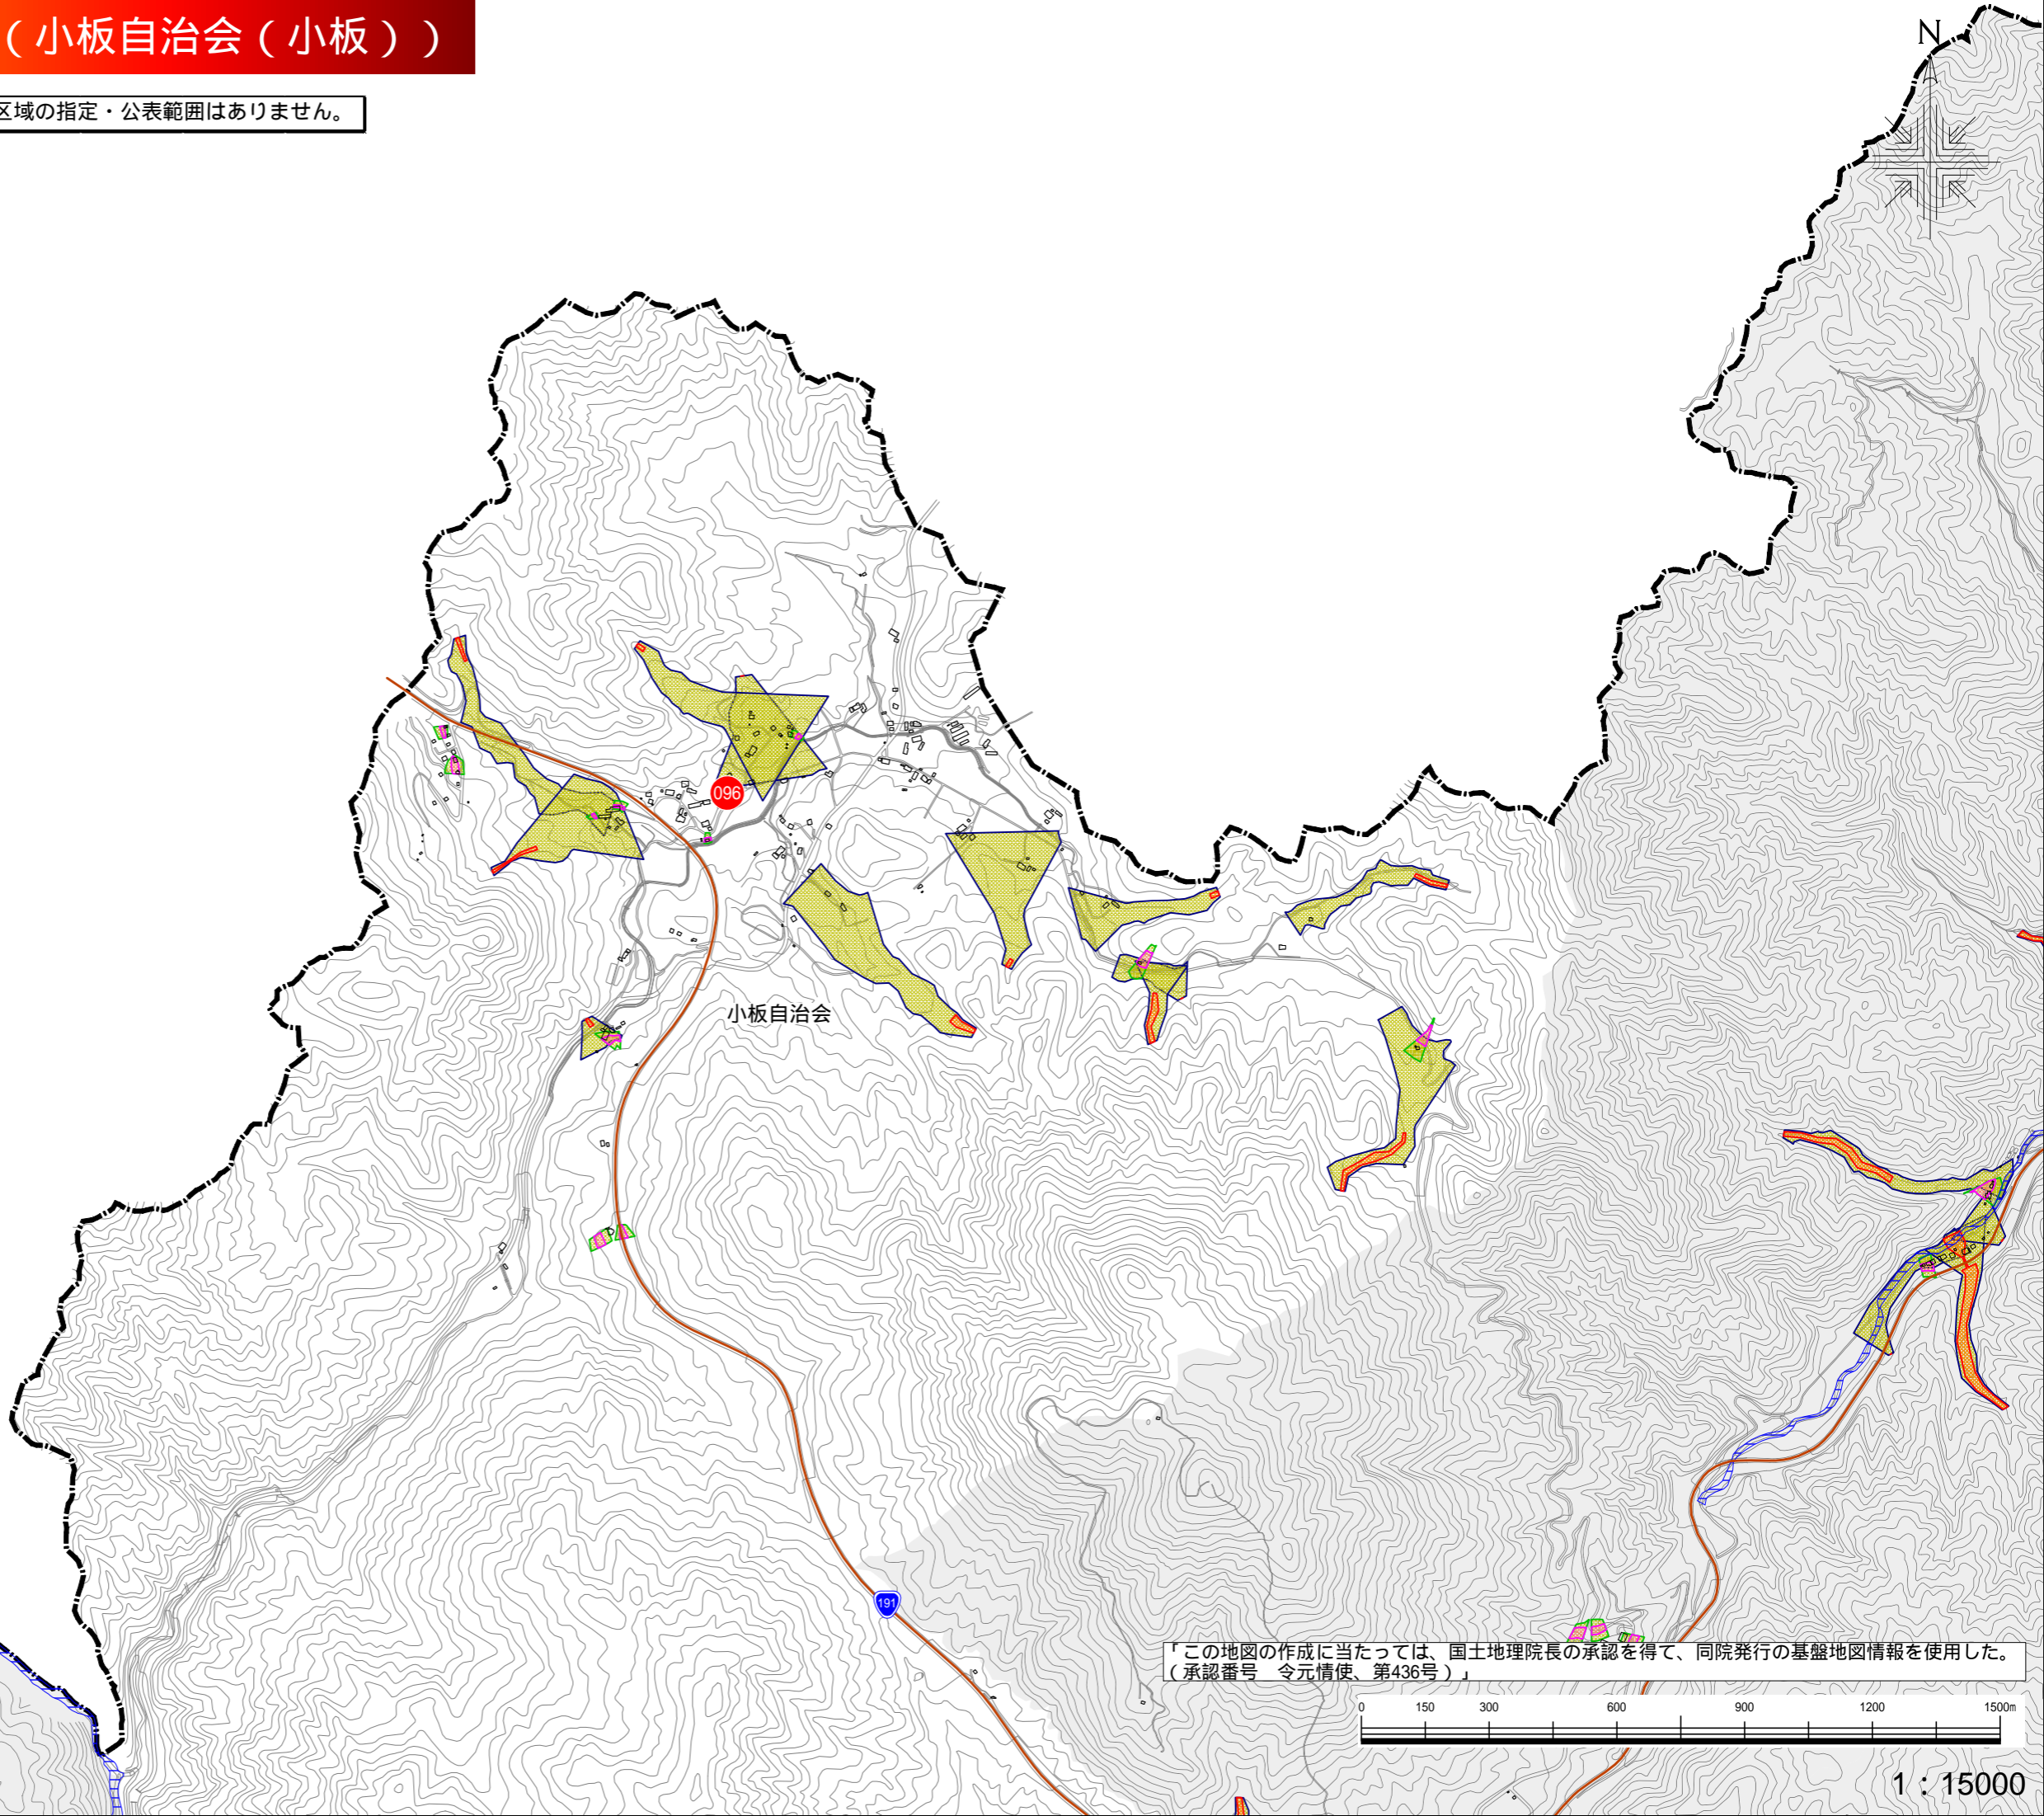 （小板自治会（小板））
区域の指定・公表範囲はありません。
N
096
小板自治会
191
「この地図の作成に当たっては、国土地理院長の承認を得て、同院発行の基盤地図情報を使用した。
（承認番号　令元情使、第436号）」
0 150 300 600 900 1200 1500m
1：15000